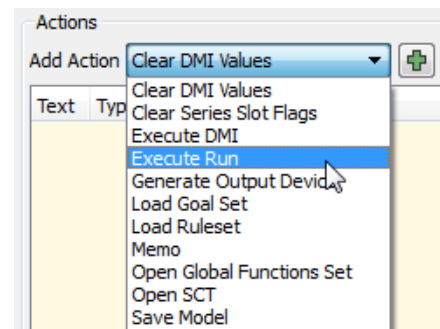 Actions
Add Action Clear DMI Values
Text Typ
Clear DMI Values
Clear Series Slot Flags
Execute DMI
Execute Run
Generate Output Device
Load Goal Set
Load Ruleset
Memo
Open Global Functions Set
Open SCT
Save Model